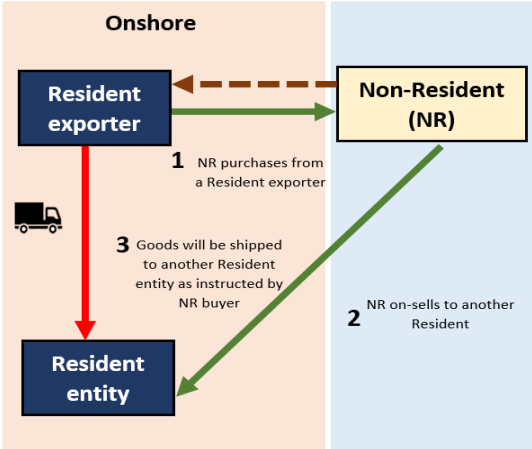 Onshore
Resident
exporter
Non-Resident
(NR)
1 NR purchases from
a Resident exporter
3 Goods will be shipped
to another Resident
entity as instructed by
NR buyer
2 NR on-sells to another
Resident
Resident
entity